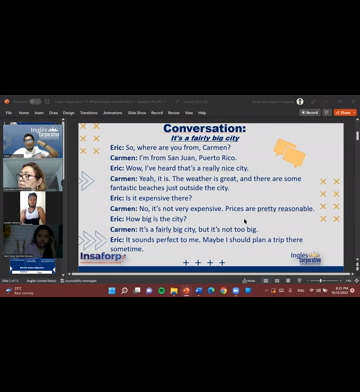 File Home Insert Draw Design Transitions Animations Slide Show Record Review View Help
Record
Share
Conversation:
It's a fairly big city
Eric: So, where are you from, Carmen?
Carmen: I'm from San Juan, Puerto Rico.
Eric: Wow, I've heard that's a really nice city.
Carmen: Yeah, it is. The weather is great, and there are some
fantastic beaches just outside the city.
Eric: Is it expensive there?
Carmen: No, it's not very expensive. Prices are pretty reasonable.
Eric: How big is the city?
Carmen: It's a fairly big city, but it's not too big.
Eric: It sounds perfect to me. Maybe I should plan a trip there
sometime.
Insaforp
Inglés
Corporativo
Inglés
Corporativo